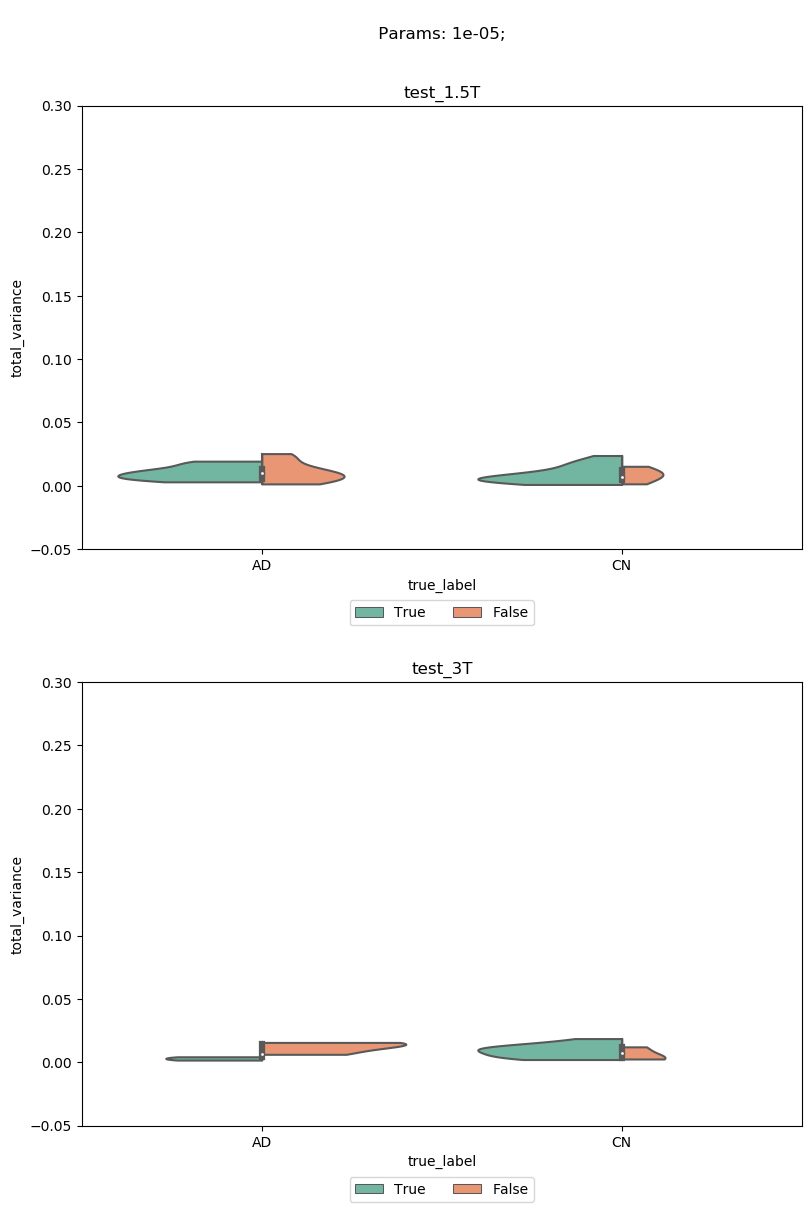 Params: 1e-05;
test_1.5T
0.30
0.25
0.20
0.15
0.10
0.05
0.00
−0.05
total_variance
AD CN
true_label
True False
test_3T
0.30
0.25
0.20
0.15
0.10
0.05
0.00
−0.05
total_variance
AD CN
true_label
True False